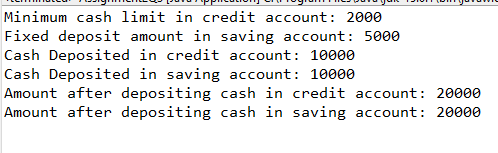 Minimum cash limit in credit account: 2000
Fixed deposit amount in saving account: 5000
Cash Deposited in credit account: 10000
Cash Deposited in saving account: 10000
Amount after depositing cash in credit account: 20000
Amount after depositing cash in saving account: 20000